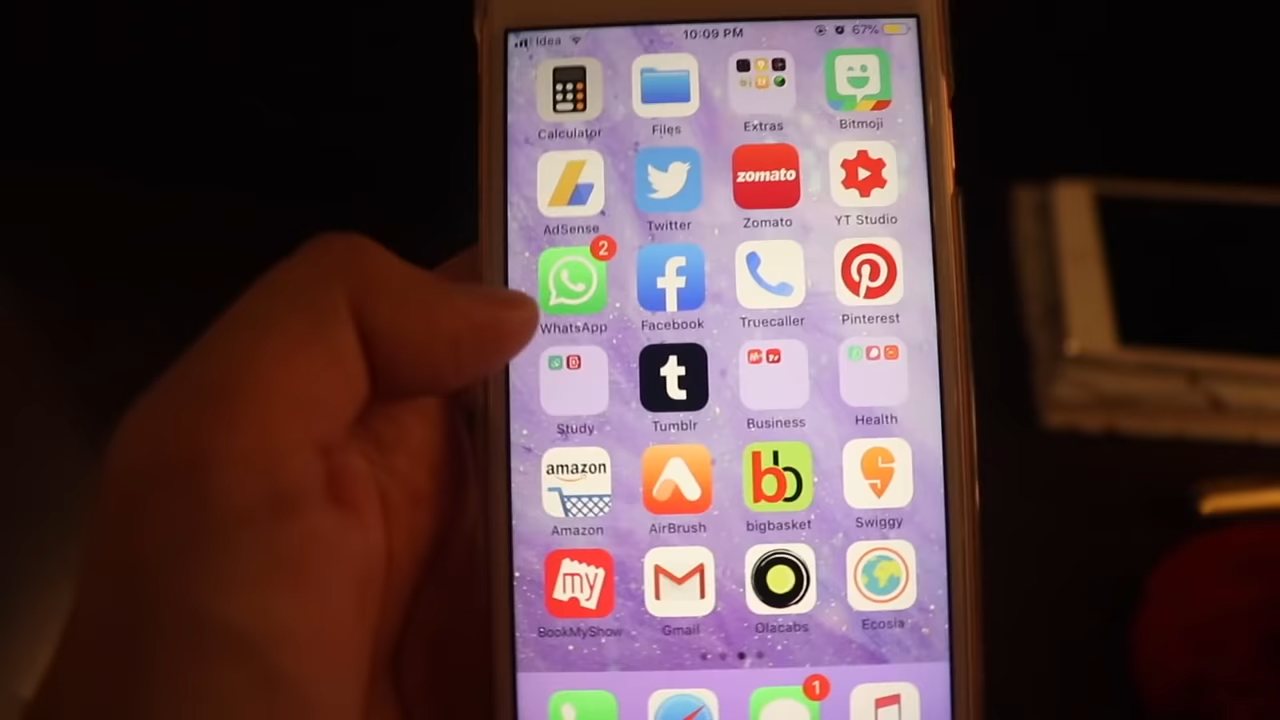 Idea 10:09 PM 67%
Calculator Files Extras Bitmoji
zomato
AdSense Twitter Zomato YT Studio
2
WhatsApp Facebook Truecaller Pinterest
t
Study Tumblr Business Health
amazon bb
Amazon AirBrush bigbasket Swiggy
my
BookMyShow Gmail Olacabs Ecosia
1